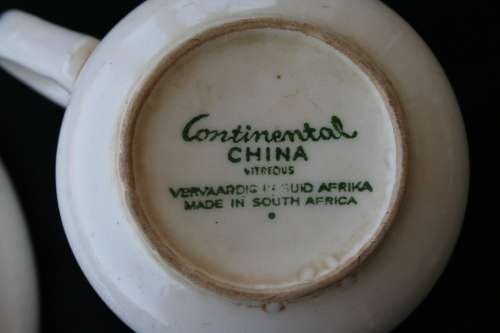 Continental
CHINA
VITREOUS
VERVAARDIG IN SUID AFRIKA
MADE IN SOUTH AFRICA